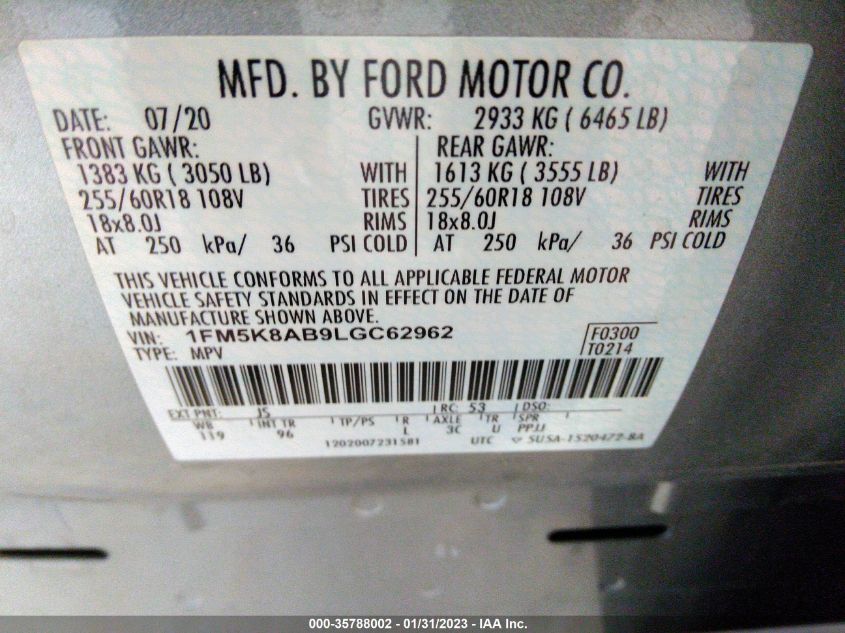 MFD. BY FORD MOTOR CO.
DATE: 07/20 GVWR: 2933 KG ( 6465 LB)
FRONT GAWR: REAR GAWR:
1383 KG ( 3050 LB) WITH 1613 KG ( 3555 LB) WITH
255/60R18 108V TIRES 255/60R18 108V TIRES
18x8.0J RIMS 18x8.0J RIMS
AT 250 kPa/ 36 PSI COLD AT 250 kPa/ 36 PSI COLD
THIS VEHICLE CONFORMS TO ALL APPLICABLE FEDERAL MOTOR
VEHICLE SAFETY STANDARDS IN EFFECT ON THE DATE OF
MANUFACTURE SHOWN ABOVE.
VIN: 1FM5K8AB9LGC62962 F0300
TYPE: MPV T0214
EXT PNT: JS RC: 53 DSO:
WB INT TR TP/PS R AXLE TR SPR
119 96 L 3C U PPJJ
1202007231581 UTC SUSA-1520472-BA
000-35788002 - 01/31/2023 - IAA Inc.